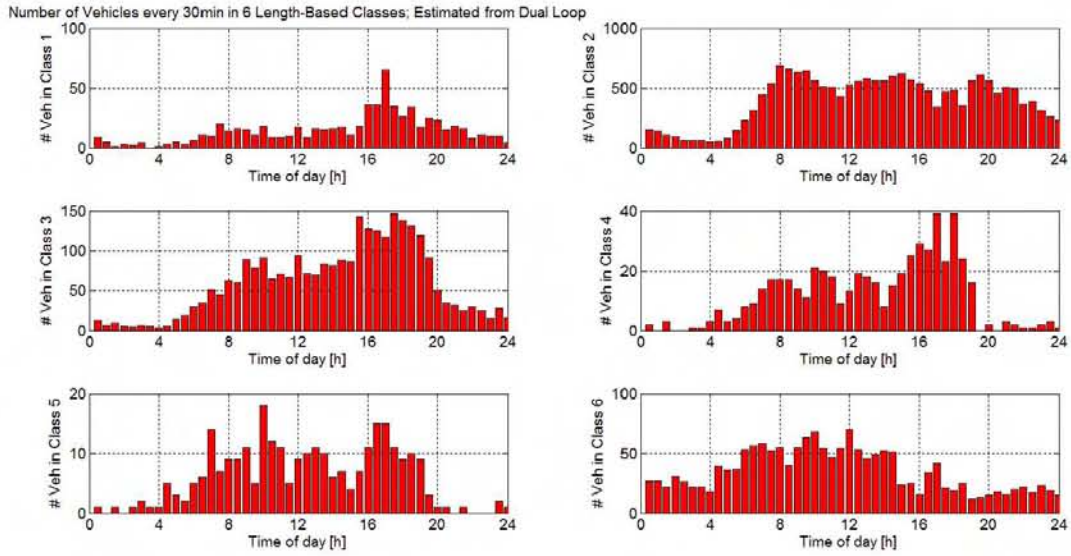 Number of Vehicles every 30min in 6 Length-Based Classes; Estimated from Dual Loop
# Veh in Class 1
100
50
0
0 4 8 12 16 20 24
Time of day [h]
# Veh in Class 2
1000
500
0
0 4 8 12 16 20 24
Time of day [h]
# Veh in Class 3
150
100
50
0
0 4 8 12 16 20 24
Time of day [h]
# Veh in Class 4
40
20
0
0 4 8 12 16 20 24
Time of day [h]
# Veh in Class 5
20
10
0
0 4 8 12 16 20 24
Time of day [h]
# Veh in Class 6
100
50
0
0 4 8 12 16 20 24
Time of day [h]